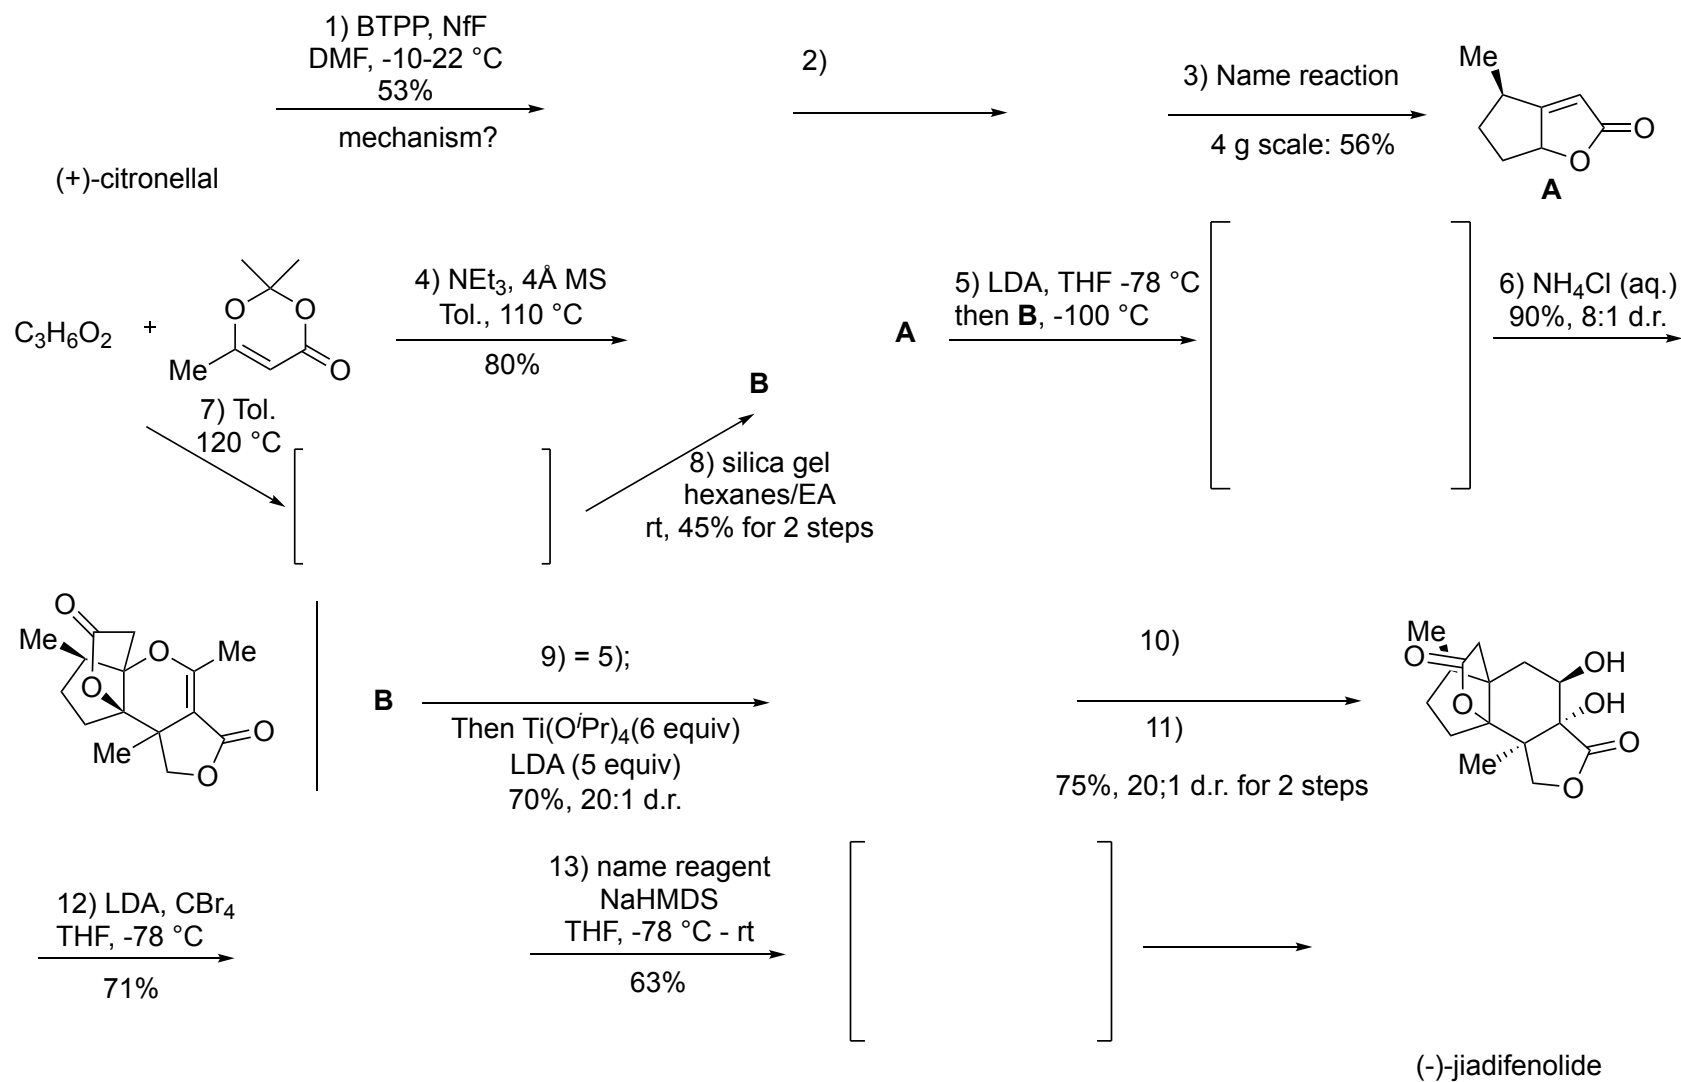 1) BTPP, NfF
DMF, -10-22 °C
53%
mechanism?
(+)-citronellal
2)
3) Name reaction
4 g scale: 56%
Me
O
O
A
C3H6O2
+
O
O
Me
O
4) NEt3, 4Å MS
Tol., 110 °C
80%
B
7) Tol.
120 °C
8) silica gel
hexanes/EA
rt, 45% for 2 steps
A
5) LDA, THF -78 °C
then B, -100 °C
6) NH4Cl (aq.)
90%, 8:1 d.r.
O
Me
O
Me
O
Me
O
O
B
9) = 5);
Then Ti(OiPr)4(6 equiv)
LDA (5 equiv)
70%, 20:1 d.r.
10)
11)
75%, 20;1 d.r. for 2 steps
Me
O
O
OH
OH
Me
O
O
12) LDA, CBr4
THF, -78 °C
71%
13) name reagent
NaHMDS
THF, -78 °C - rt
63%
(-)-jiadifenolide